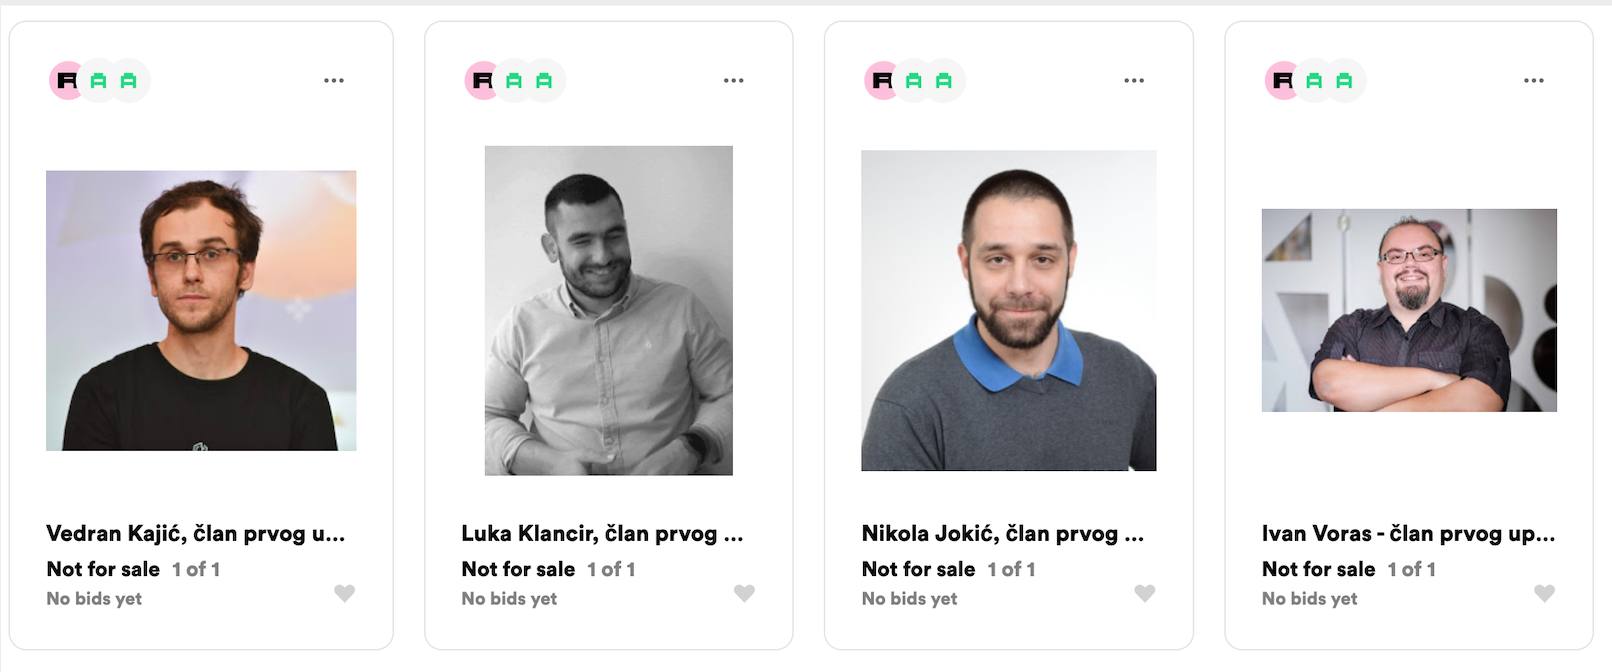 Vedran Kajić, član prvog u...
Not for sale 1 of 1
No bids yet
Luka Klancir, član prvog ...
Not for sale 1 of 1
No bids yet
Nikola Jokić, član prvog ...
Not for sale 1 of 1
No bids yet
Ivan Voras - član prvog up...
Not for sale 1 of 1
No bids yet